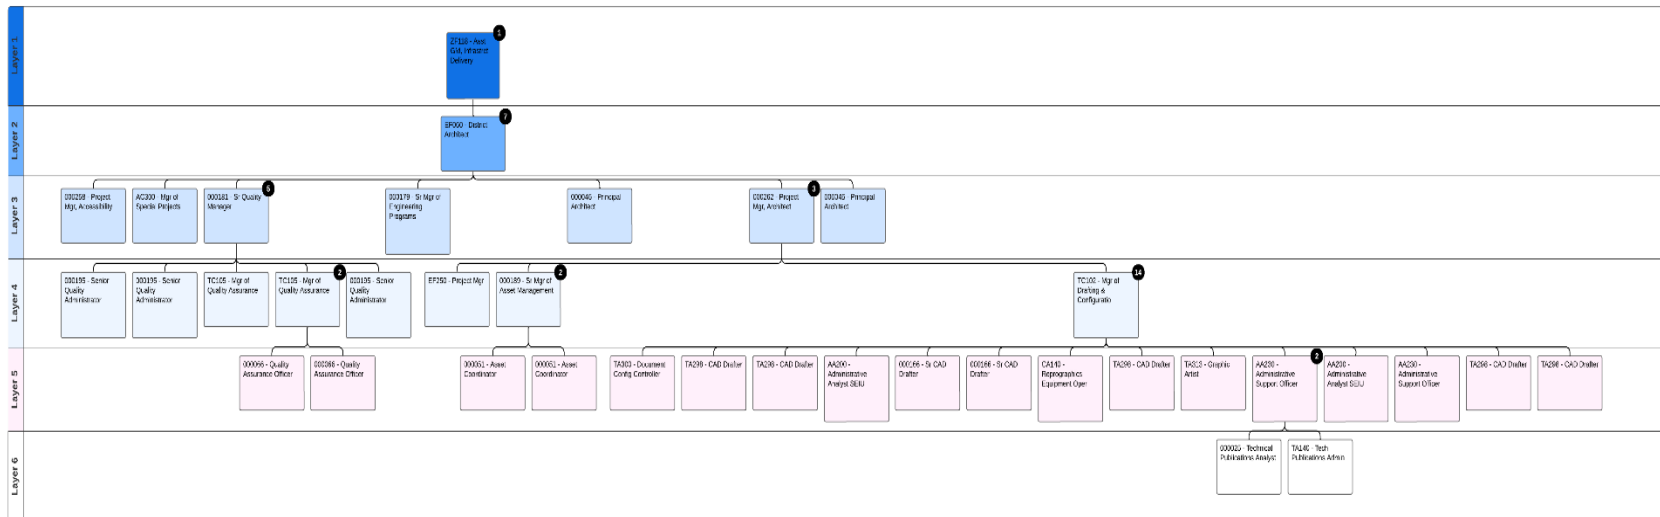 Layer 1
1
Delivery
Layer 2
7
EF060 - District
Architect
Layer 3
000268 - Project
Mgr, Accessibility
AC300 - Mgr of
Special Projects
000181 - Sr Quality
Manager
5
000179 - Sr Mgr of
Engineering
Programs
Principal
Architect
000262 - Project
Mgr, Architect
3
Principal
Architect
Layer 4
000195 - Senior
Quality
Administrator
000195 - Senior
Quality
Administrator
TC105 - Mgr of
Quality Assurance
TC105 - Mgr of
Quality Assurance
2
000195 - Senior
Quality
Administrator
EF250 - Project Mgr
000189 - Sr Mgr of
Asset Management
2
TC102 - Mgr of
Drafting &
Configuratio
14
Layer 5
000066 - Quality
Assurance Officer
000066 - Quality
Assurance Officer
000051 - Asset
Coordinator
000051 - Asset
Coordinator
TA303 - Document
Config Controller
TA298 - CAD Drafter
TA298 - CAD Drafter
AA200 -
Administrative
Analyst SEIU
000166 - Sr CAD
Drafter
000166 - Sr CAD
Drafter
CA140 -
Reprographics
Equipment Oper
TA298 - CAD Drafter
TA313 - Graphic
Artist
AA230 -
Administrative
Support Officer
2
AA200 -
Administrative
Analyst SEIU
AA230 -
Administrative
Support Officer
TA298 - CAD Drafter
TA298 - CAD Drafter
Layer 6
000025 - Technical
Publications Analyst
TA140 - Tech
Publications Admin